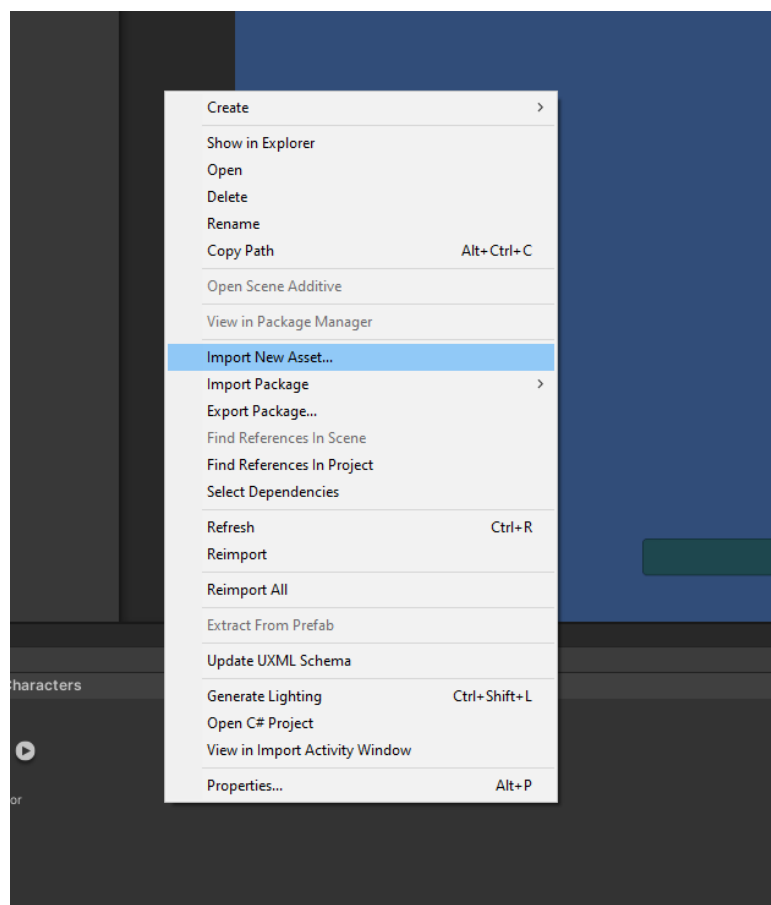 Create
Show in Explorer
Open
Delete
Rename
Copy Path Alt+Ctrl+C
Open Scene Additive
View in Package Manager
Import New Asset...
Import Package
Export Package...
Find References In Scene
Find References In Project
Select Dependencies
Refresh Ctrl+R
Reimport
Reimport All
Extract From Prefab
Update UXML Schema
haracters
Generate Lighting Ctrl+Shift+L
Open C# Project
View in Import Activity Window
Properties... Alt+P
or